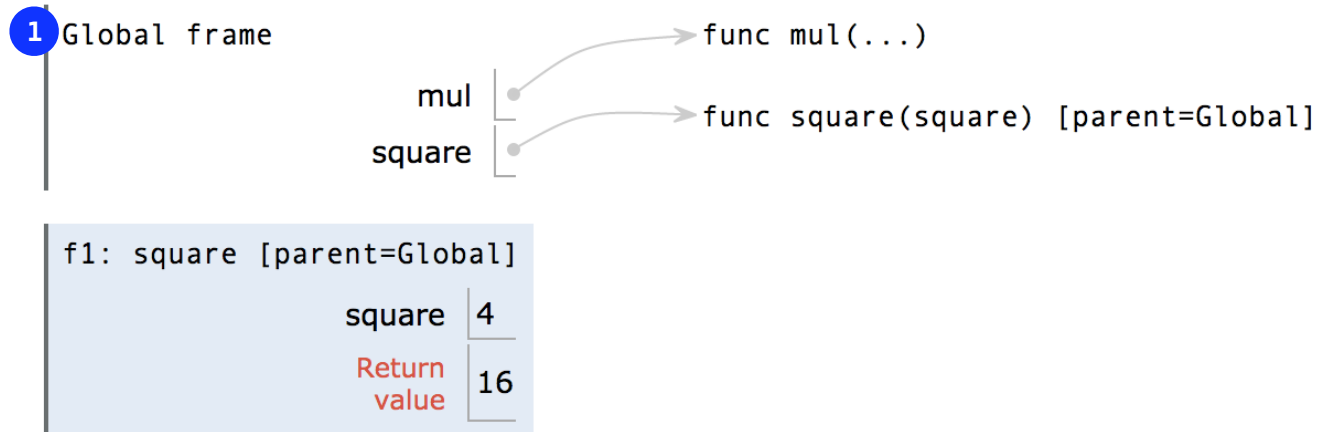 1 Global frame
func mul(...)
mul
func square(square) [parent=Global]
square
f1: square [parent=Global]
square 4
Return
value 16